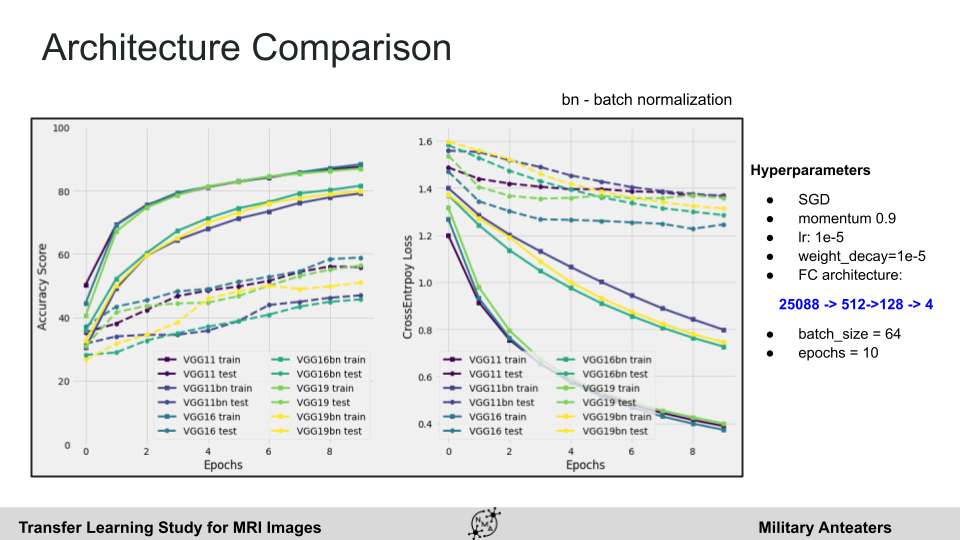 Architecture Comparison
bn - batch normalization
100
80
60
40
20
0
Accuracy Score
0 2 4 6 8
Epochs
VGG11 train
VGG11 test
VGG11bn train
VGG11bn test
VGG16 train
VGG16 test
VGG16bn train
VGG16bn test
VGG19 train
VGG19 test
VGG19bn train
VGG19bn test
1.6
1.4
1.2
1.0
0.8
0.6
0.4
CrossEntrpoy Loss
0 2 4 6 8
Epochs
VGG11 train
VGG11 test
VGG11bn train
VGG11bn test
VGG16 train
VGG16 test
VGG16bn train
VGG16bn test
VGG19 train
VGG19 test
VGG19bn train
VGG19bn test
Hyperparameters
● SGD
● momentum 0.9
● lr: 1e-5
● weight_decay=1e-5
● FC architecture:
25088 -> 512->128 -> 4
● batch_size = 64
● epochs = 10
Transfer Learning Study for MRI Images
NMA
Military Anteaters